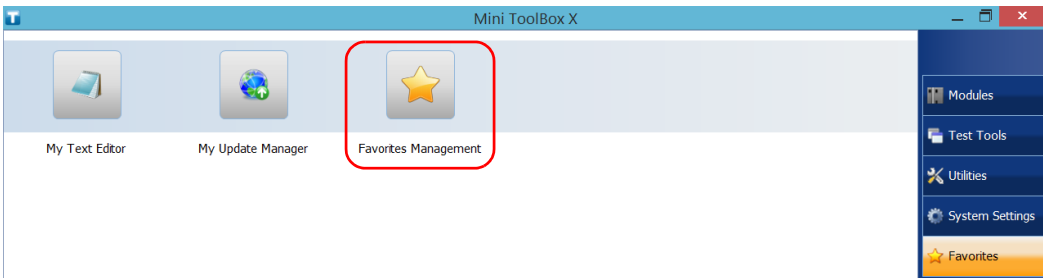 Mini ToolBox X
My Text Editor
My Update Manager
Favorites Management
Modules
Test Tools
Utilities
System Settings
Favorites